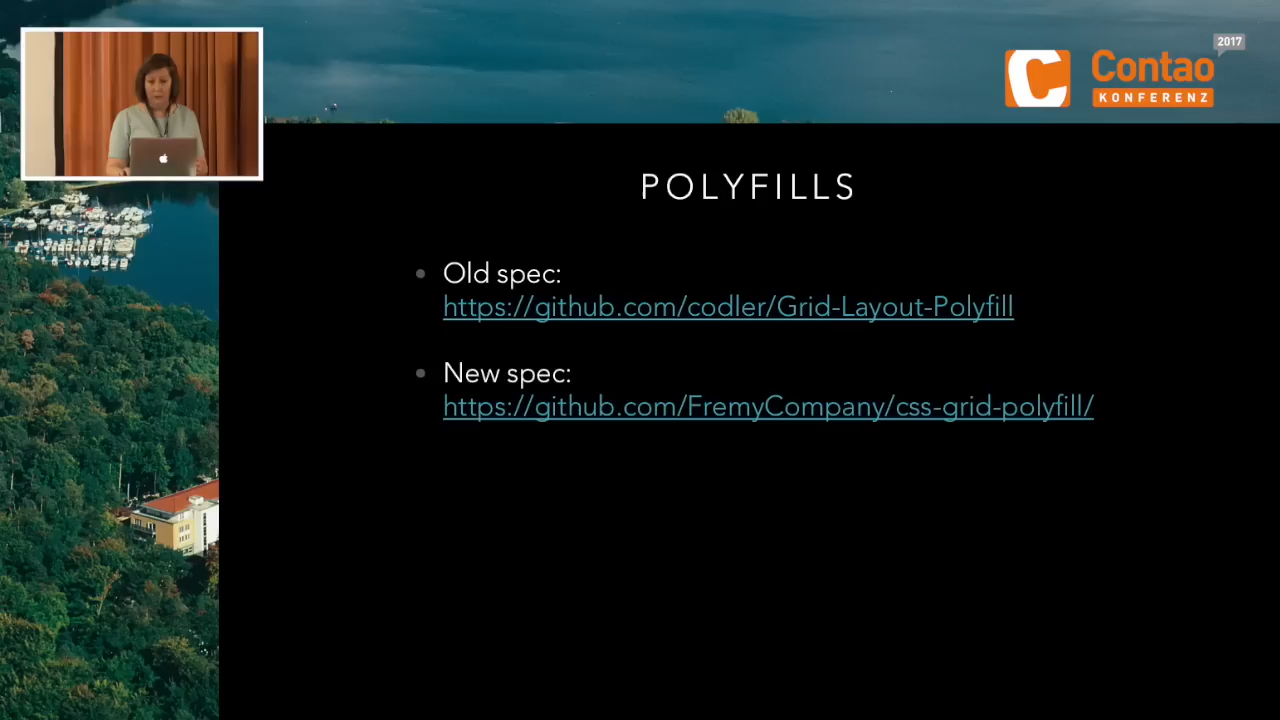 2017
Contao
KONFERENZ
POLYFILLS
Old spec:
https://github.com/codler/Grid-Layout-Polyfill
New spec:
https://github.com/FremyCompany/css-grid-polyfill/